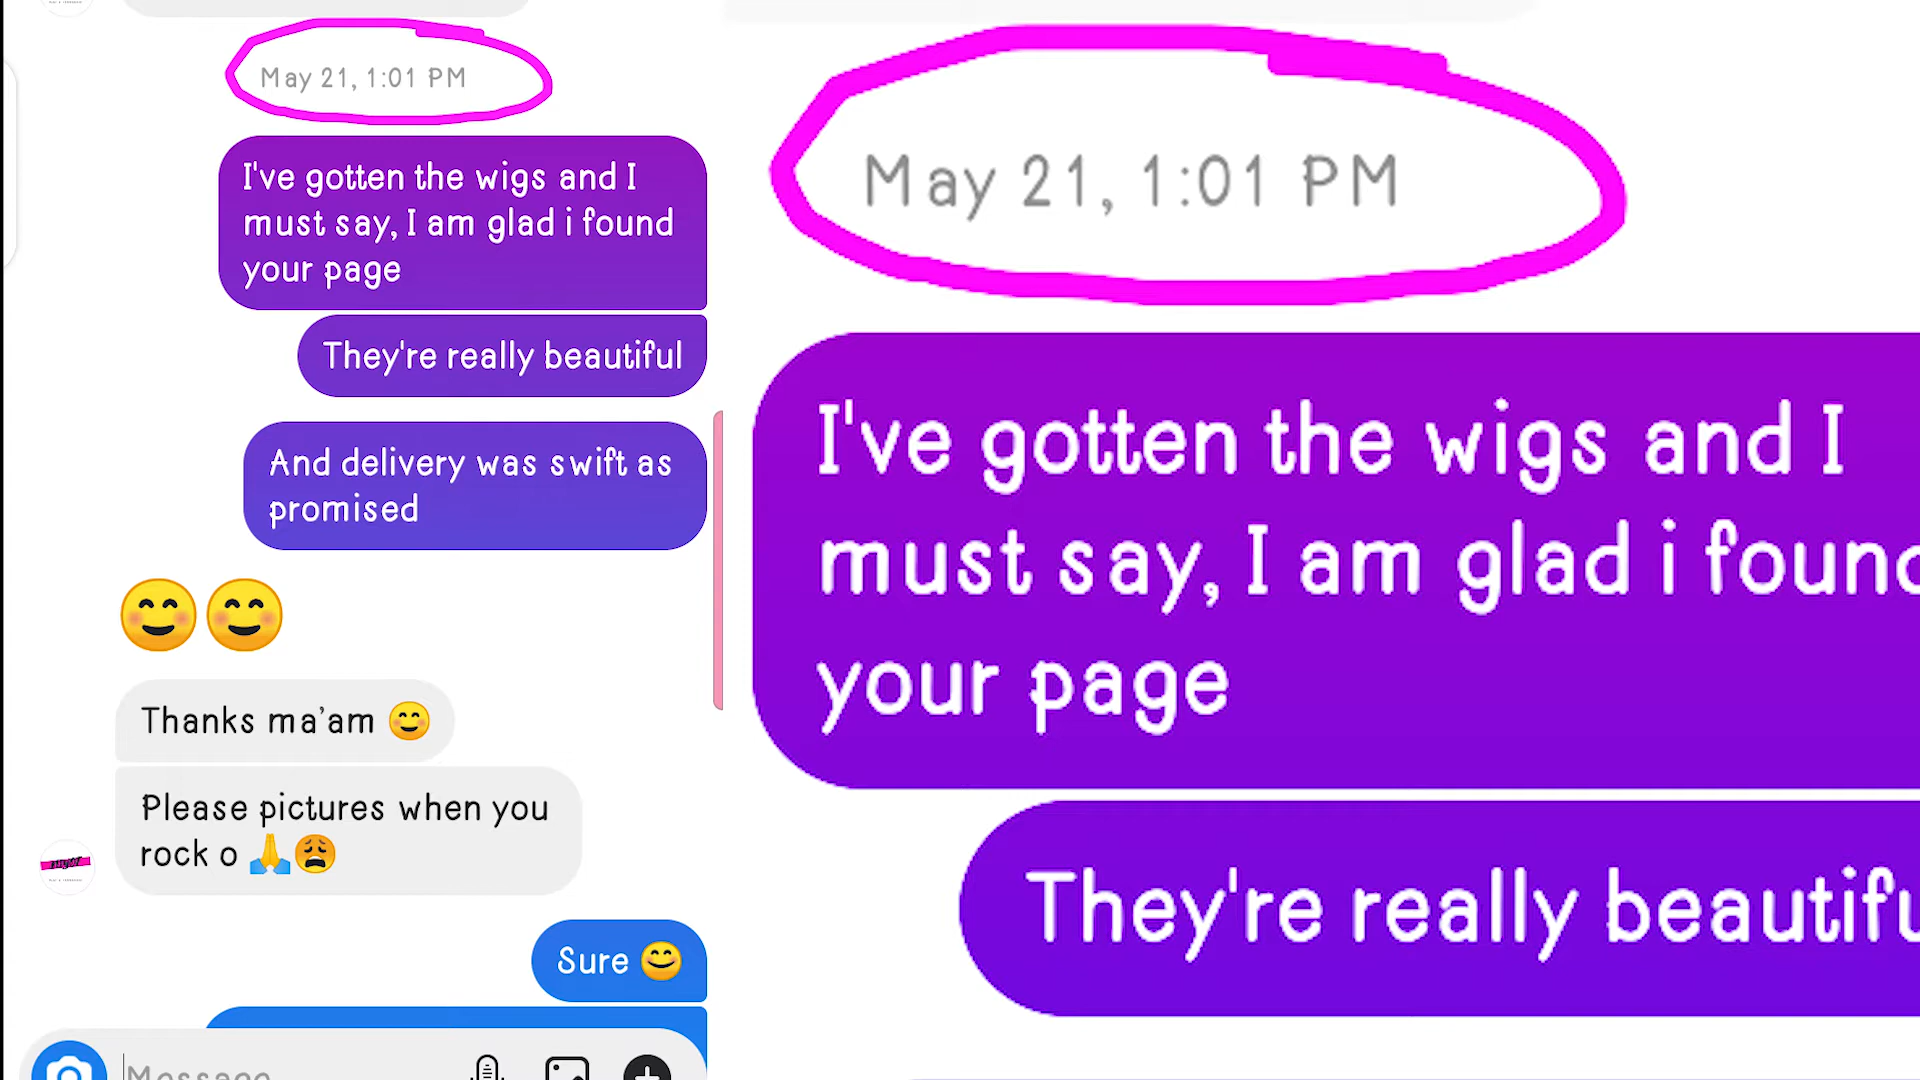 May 21, 1:01 PM
I've gotten the wigs and I
must say, I am glad i found
your page
They're really beautiful
And delivery was swift as
promised
😊😊
Thanks ma’am 😊
Please pictures when you
rock o 🙏😩
Sure 😊
Message
May 21, 1:01 PM
I've gotten the wigs and I
must say, I am glad i found
your page
They're really beautifu